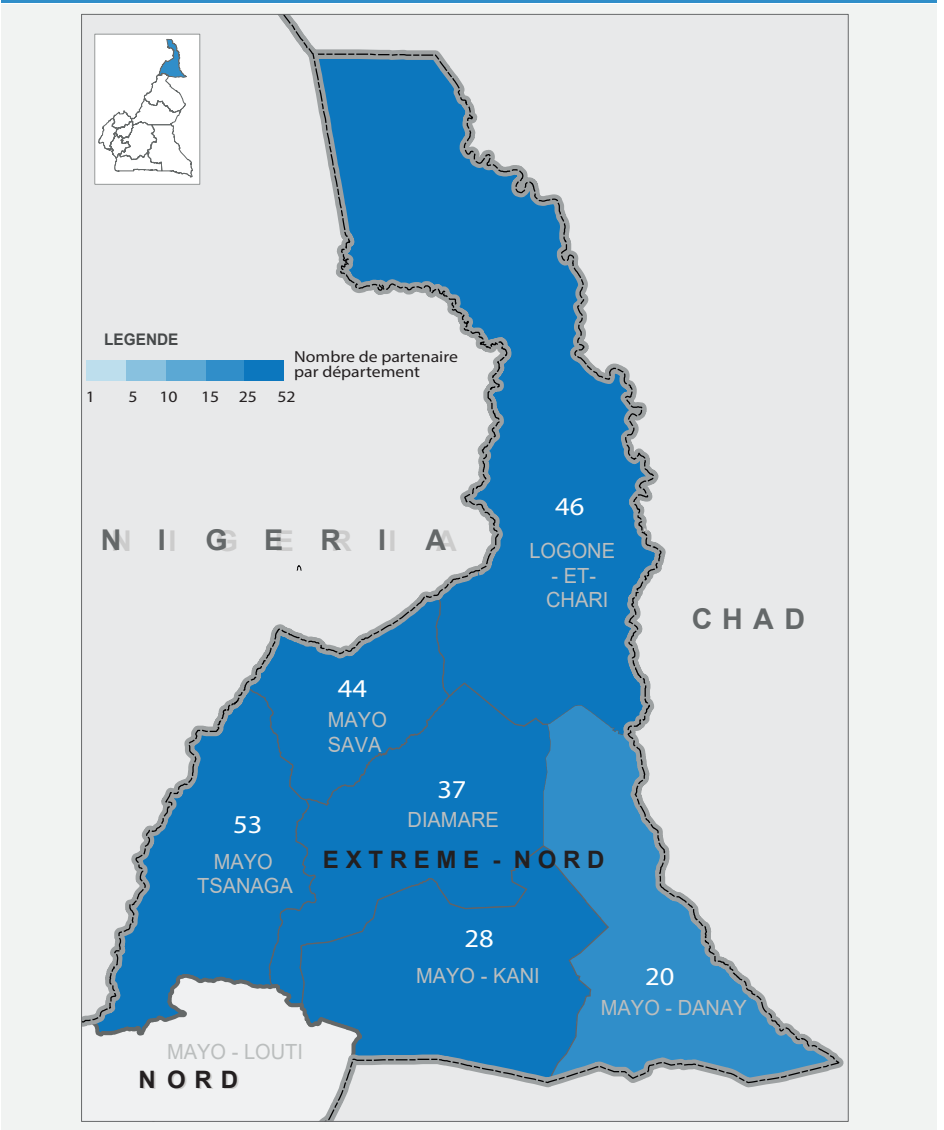 LEGENDE
Nombre de partenaire
par département
1 5 10 15 25 52
N I G E R I A
46
LOGONE
- ET-
CHARI
CHAD
44
MAYO
SAVA
37
DIAMARE
53
MAYO
TSANAGA
EXTREME - NORD
28
MAYO - KANI
20
MAYO - DANAY
MAYO - LOUTI
NORD